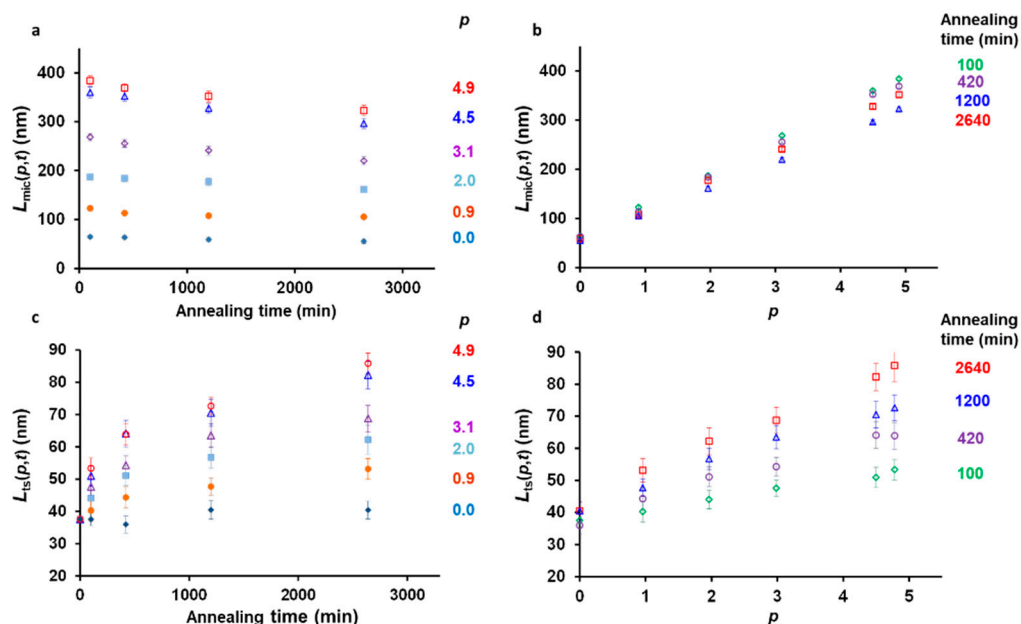 a
p
400
300
200
100
0
Lmic(p,t) (nm)
0 1000 2000 3000
Annealing time (min)
4.9
4.5
3.1
2.0
0.9
0.0
b
Annealing
time (min)
100
420
1200
2640
400
300
200
100
0
Lmic(p,t) (nm)
0 1 2 3 4 5
p
c
p
90
80
70
60
50
40
30
20
Lts(p,t) (nm)
0 1000 2000 3000
Annealing time (min)
4.9
4.5
3.1
2.0
0.9
0.0
d
Annealing
time (min)
2640
1200
420
100
90
80
70
60
50
40
30
20
Lts(p,t) (nm)
0 1 2 3 4 5
p